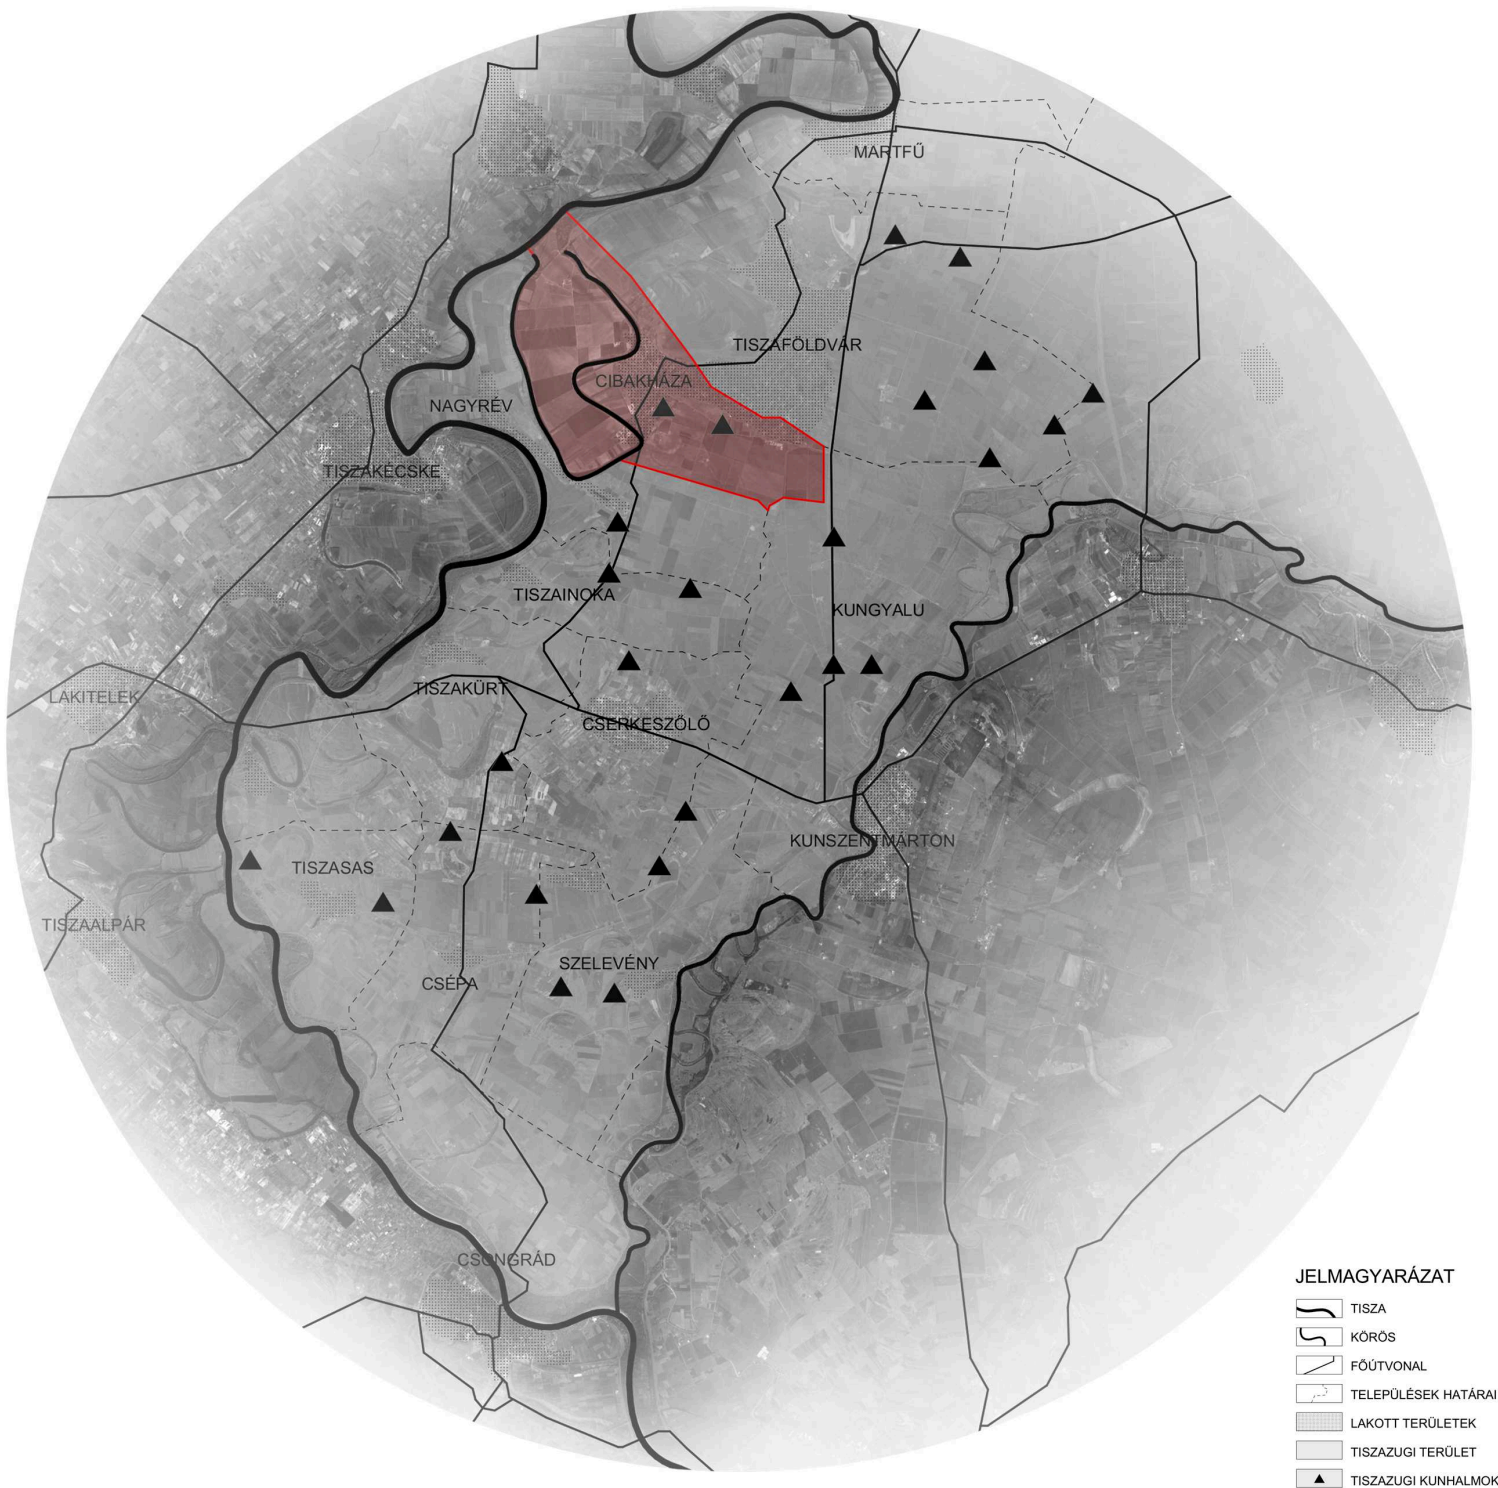 MARTFŰ
TISZAFÖLDVÁR
CIBAKHÁZA
NAGYRÉV
TISZAKÉCSKE
TISZAINOKA
KUNGYALU
LAKITELEK
TISZAKÜRT
CSERKESZŐLŐ
KUNSZENTMÁRTON
TISZASAS
TISZAALPÁR
SZELEVÉNY
CSÉPA
CSONGRÁD
JELMAGYARÁZAT
TISZA
KÖRÖS
FŐÚTVONAL
TELEPÜLÉSEK HATÁRAI
LAKOTT TERÜLETEK
TISZAZUGI TERÜLET
TISZAZUGI KUNHALMOK